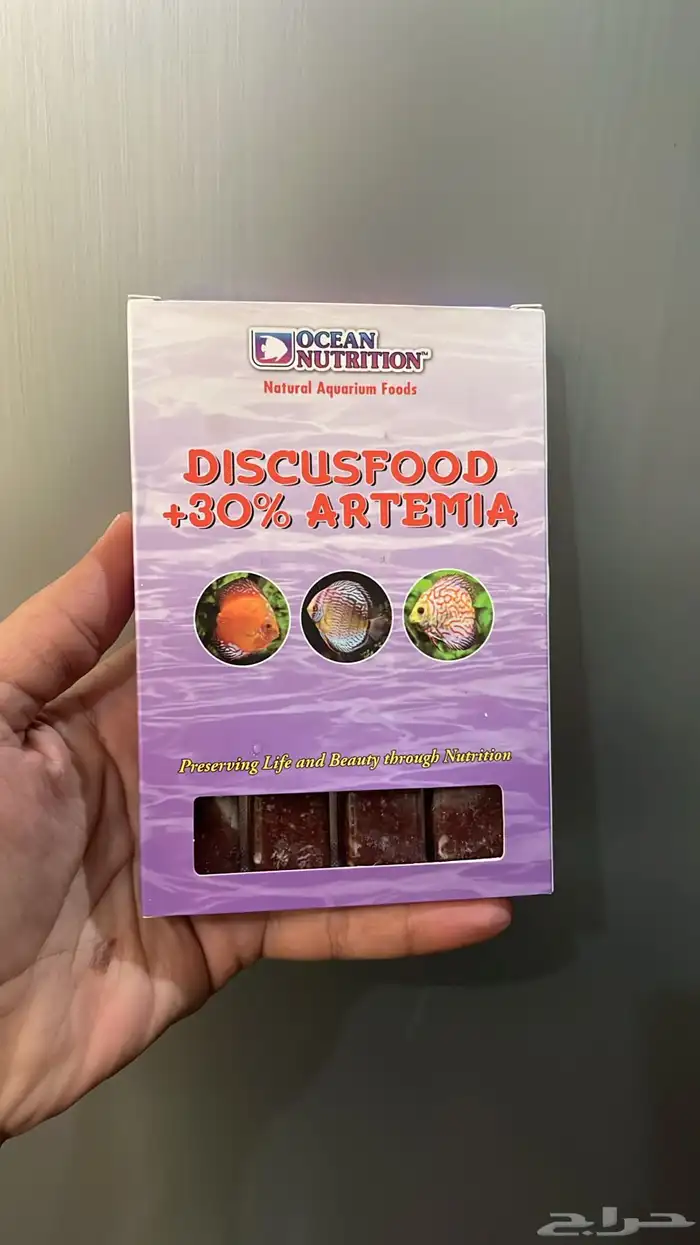 OCEAN
NUTRITION™
Natural Aquarium Foods
DISCUSFOOD
+30% ARTEMIA
Preserving Life and Beauty through Nutrition
حراج